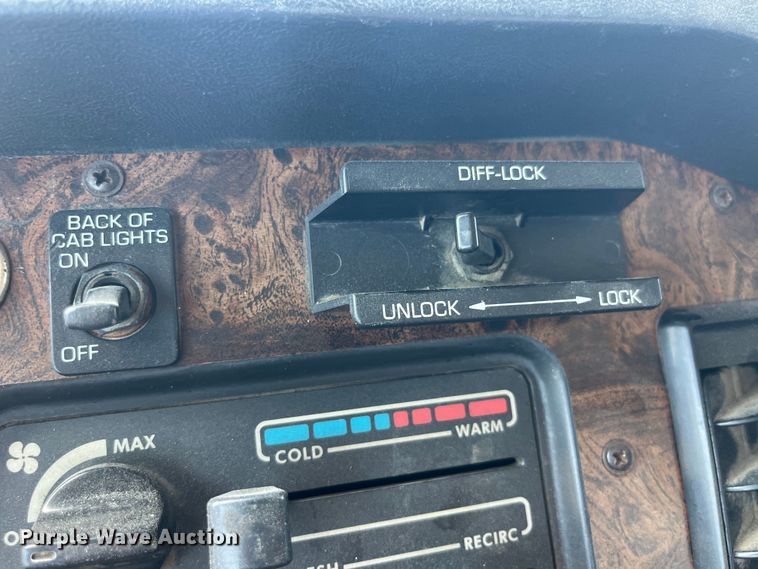 DIFF-LOCK
BACK OF
CAB LIGHTS
ON
OFF
UNLOCK LOCK
MAX
COLD WARM
RECIRC
Purple Wave Auction